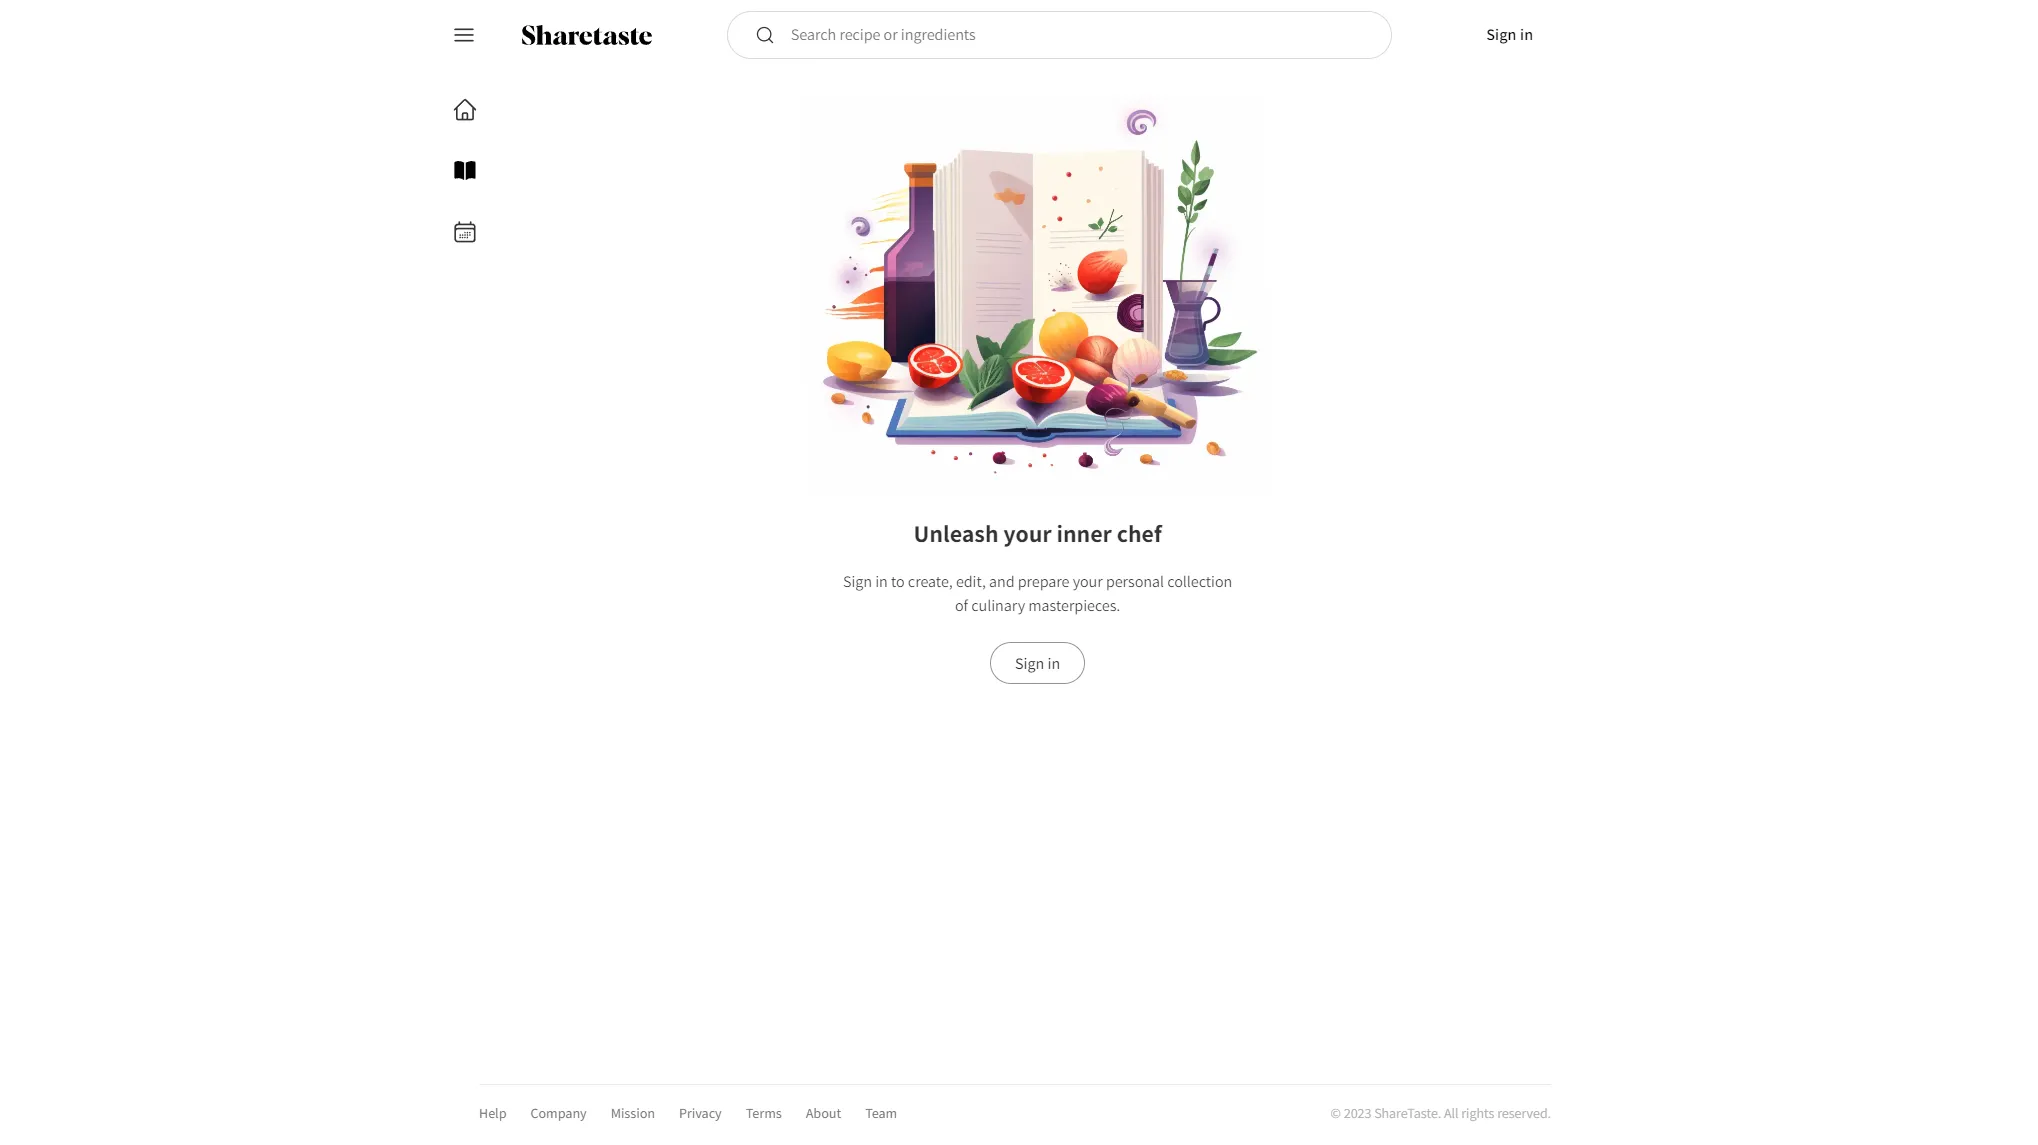 Sharetaste
Search recipe or ingredients
Sign in
Unleash your inner chef
Sign in to create, edit, and prepare your personal collection
of culinary masterpieces.
Sign in
Help
Company
Mission
Privacy
Terms
About
Team
© 2023 ShareTaste. All rights reserved.